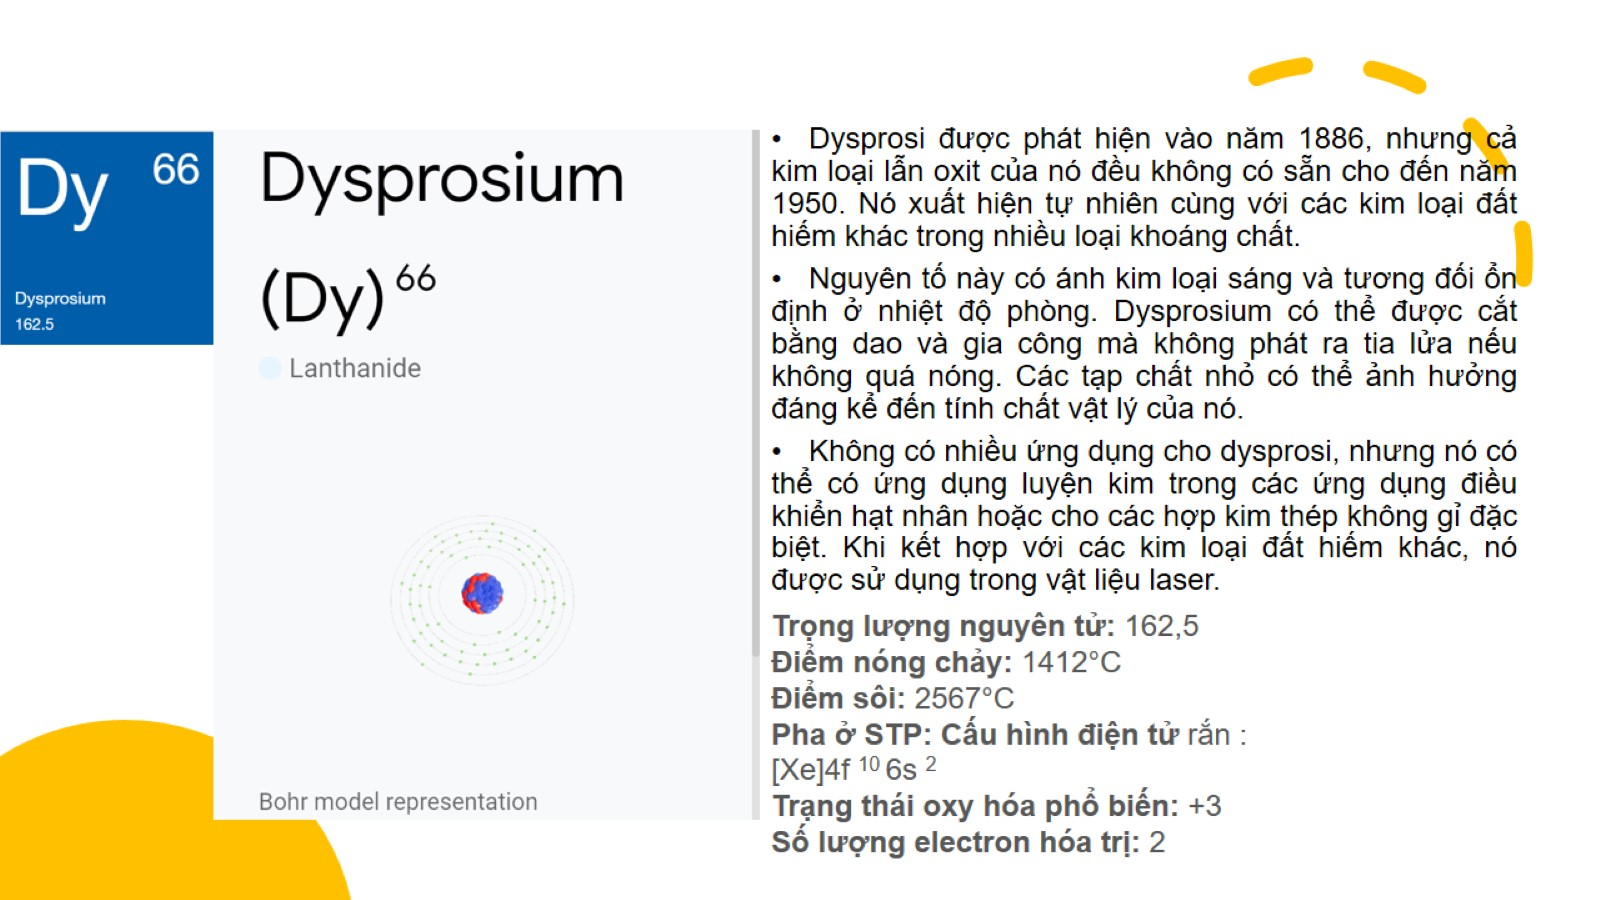 Dy 66
Dysprosium
162.5
Dysprosium
(Dy) 66
Lanthanide
Bohr model representation
• Dysprosi được phát hiện vào năm 1886, nhưng cả
kim loại lẫn oxit của nó đều không có sẵn cho đến năm
1950. Nó xuất hiện tự nhiên cùng với các kim loại đất
hiếm khác trong nhiều loại khoáng chất.
• Nguyên tố này có ánh kim loại sáng và tương đối ổn
định ở nhiệt độ phòng. Dysprosium có thể được cắt
bằng dao và gia công mà không phát ra tia lửa nếu
không quá nóng. Các tạp chất nhỏ có thể ảnh hưởng
đáng kể đến tính chất vật lý của nó.
• Không có nhiều ứng dụng cho dysprosi, nhưng nó có
thể có ứng dụng luyện kim trong các ứng dụng điều
khiển hạt nhân hoặc cho các hợp kim thép không gỉ đặc
biệt. Khi kết hợp với các kim loại đất hiếm khác, nó
được sử dụng trong vật liệu laser.
Trọng lượng nguyên tử: 162,5
Điểm nóng chảy: 1412°C
Điểm sôi: 2567°C
Pha ở STP: Cấu hình điện tử rắn :
[Xe]4f 10 6s 2
Trạng thái oxy hóa phổ biến: +3
Số lượng electron hóa trị: 2